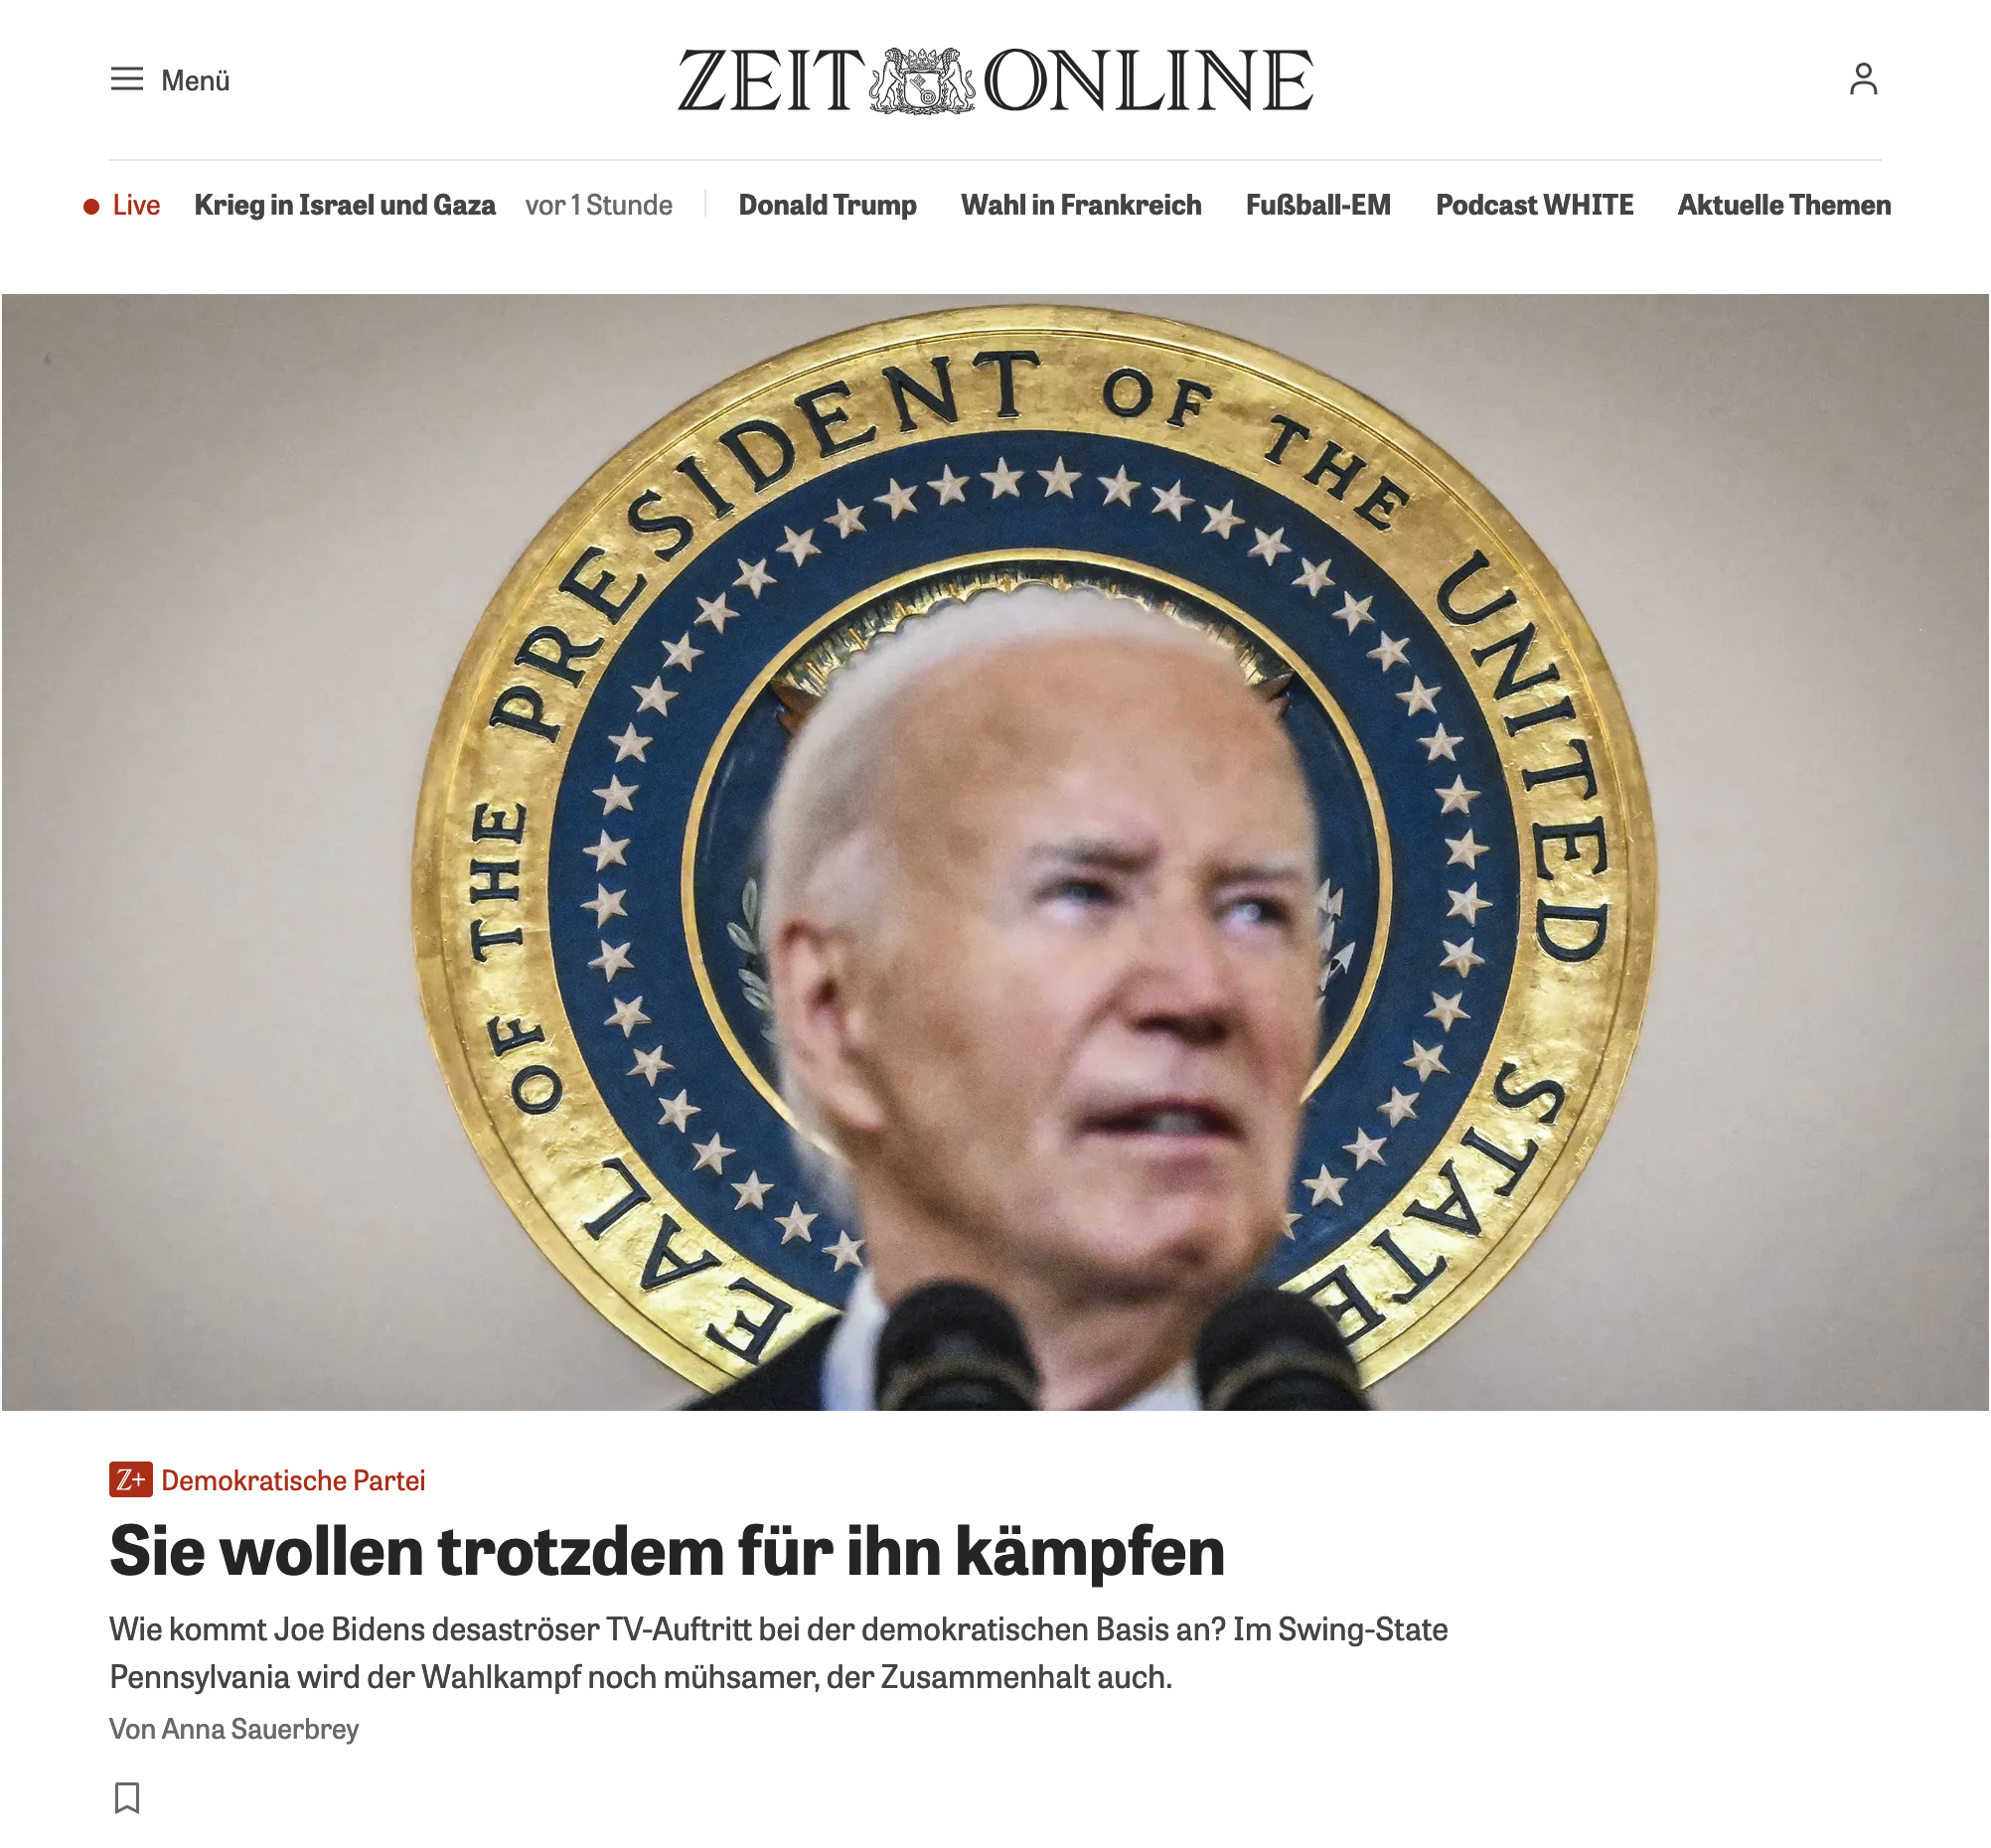 Menü
ZEIT ONLINE
Live Krieg in Israel und Gaza vor 1 Stunde Donald Trump Wahl in Frankreich Fußball-EM Podcast WHITE Aktuelle Themen
EAL OF THE PRESIDENT OF THE UNITED STATE
Z+ Demokratische Partei
Sie wollen trotzdem für ihn kämpfen
Wie kommt Joe Bidens desaströser TV-Auftritt bei der demokratischen Basis an? Im Swing-State
Pennsylvania wird der Wahlkampf noch mühsamer, der Zusammenhalt auch.
Von Anna Sauerbrey